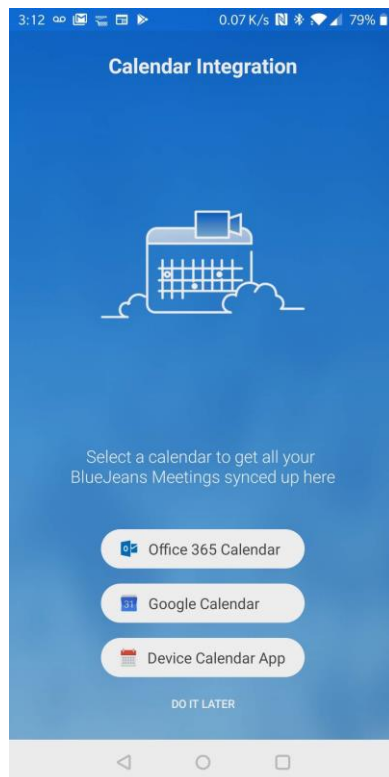 3:12 0.07 K/s 79%
Calendar Integration
Select a calendar to get all your
BlueJeans Meetings synced up here
Office 365 Calendar
31 Google Calendar
Device Calendar App
DO IT LATER